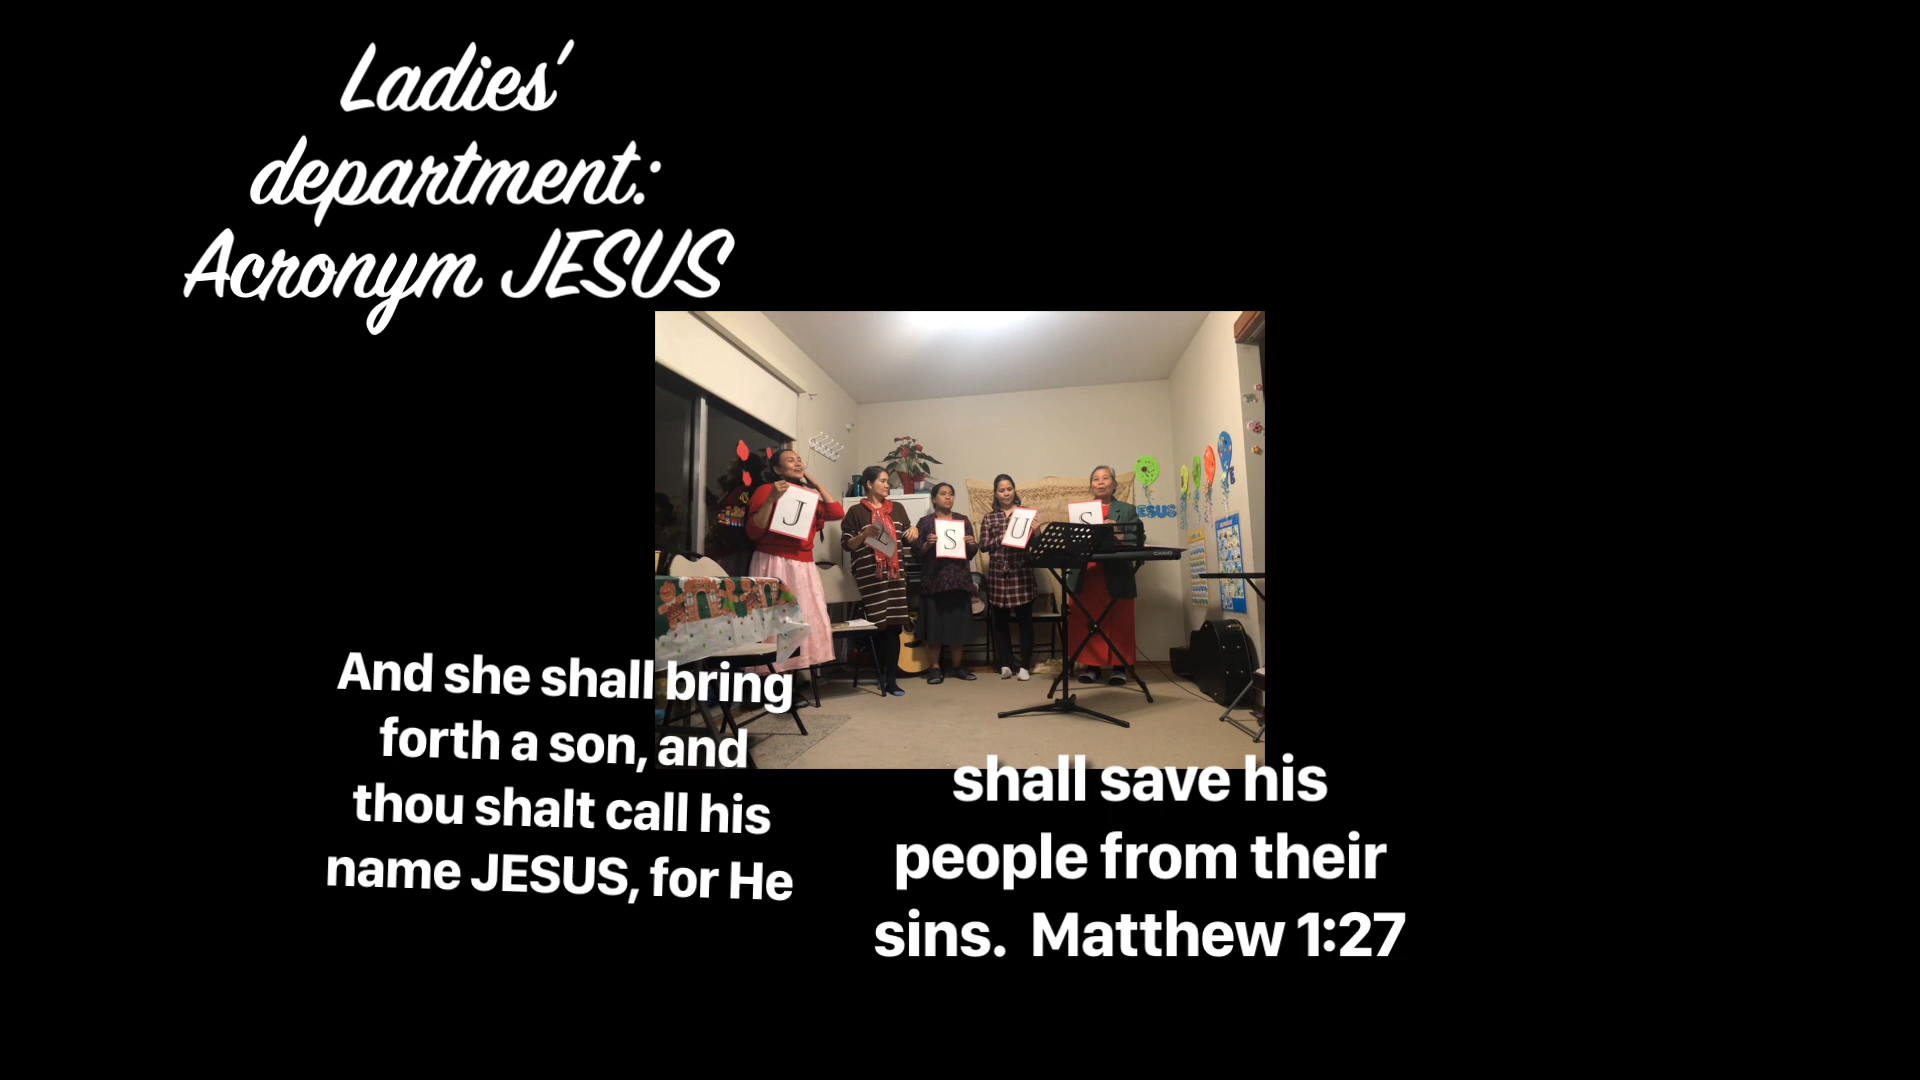 Ladies'
department:
Acronym JESUS
J
E
S
U
S
JESUS
CASIO
And she shall bring
forth a son, and
thou shalt call his
name JESUS, for He
shall save his
people from their
sins. Matthew 1:27